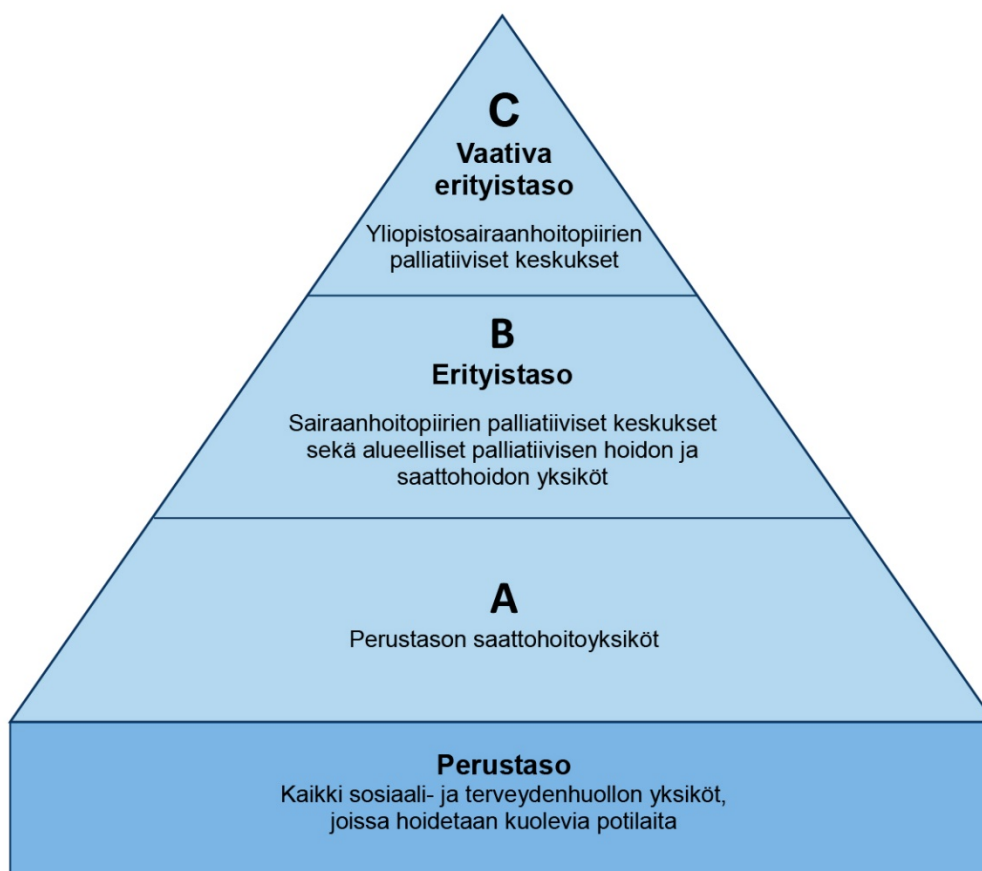 C
Vaativa
erityistaso
Yliopistosairaanhoitopiirien
palliatiiviset keskukset
B
Erityistaso
Sairaanhoitopiirien palliatiiviset keskukset
sekä alueelliset palliatiivisen hoidon ja
saattohoidon yksiköt
A
Perustason saattohoitoyksiköt
Perustaso
Kaikki sosiaali- ja terveydenhuollon yksiköt,
joissa hoidetaan kuolevia potilaita